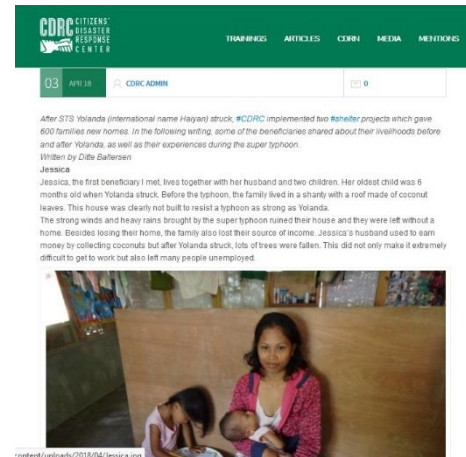 CDRC CITIZENS'
DISASTER
RESPONSE
CENTER
TRAININGS ARTICLES CDRN MEDIA MENTIONS
03 APR 18 CDRC ADMIN 0
After STS Yolanda (international name Haiyan) struck, #CDRC implemented two #shelter projects which gave
600 families new homes. In the following writing, some of the beneficiaries shared about their livelihoods before
and after Yolanda, as well as their experiences during the super typhoon.
Written by Ditte Baltersen
Jessica
Jessica, the first beneficiary I met, lives together with her husband and two children. Her oldest child was 6
months old when Yolanda struck. Before the typhoon, the family lived in a shanty with a roof made of coconut
leaves. This house was clearly not built to resist a typhoon as strong as Yolanda.
The strong winds and heavy rains brought by the super typhoon ruined their house and they were left without a
home. Besides losing their home, the family also lost their source of income. Jessica's husband used to earn
money by collecting coconuts but after Yolanda struck, lots of trees were fallen. This did not only make it extremely
difficult to get to work but also left many people unemployed.
content/uploads/2018/04/Jessica.jpg